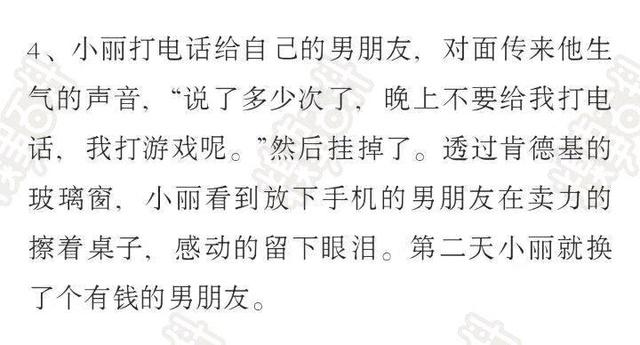 4、小丽打电话给自己的男朋友，对面传来他生
气的声音，“说了多少次了，晚上不要给我打电
话，我打游戏呢。”然后挂掉了。透过肯德基的
玻璃窗，小丽看到放下手机的男朋友在卖力的
擦着桌子，感动的留下眼泪。第二天小丽就换
了个有钱的男朋友。